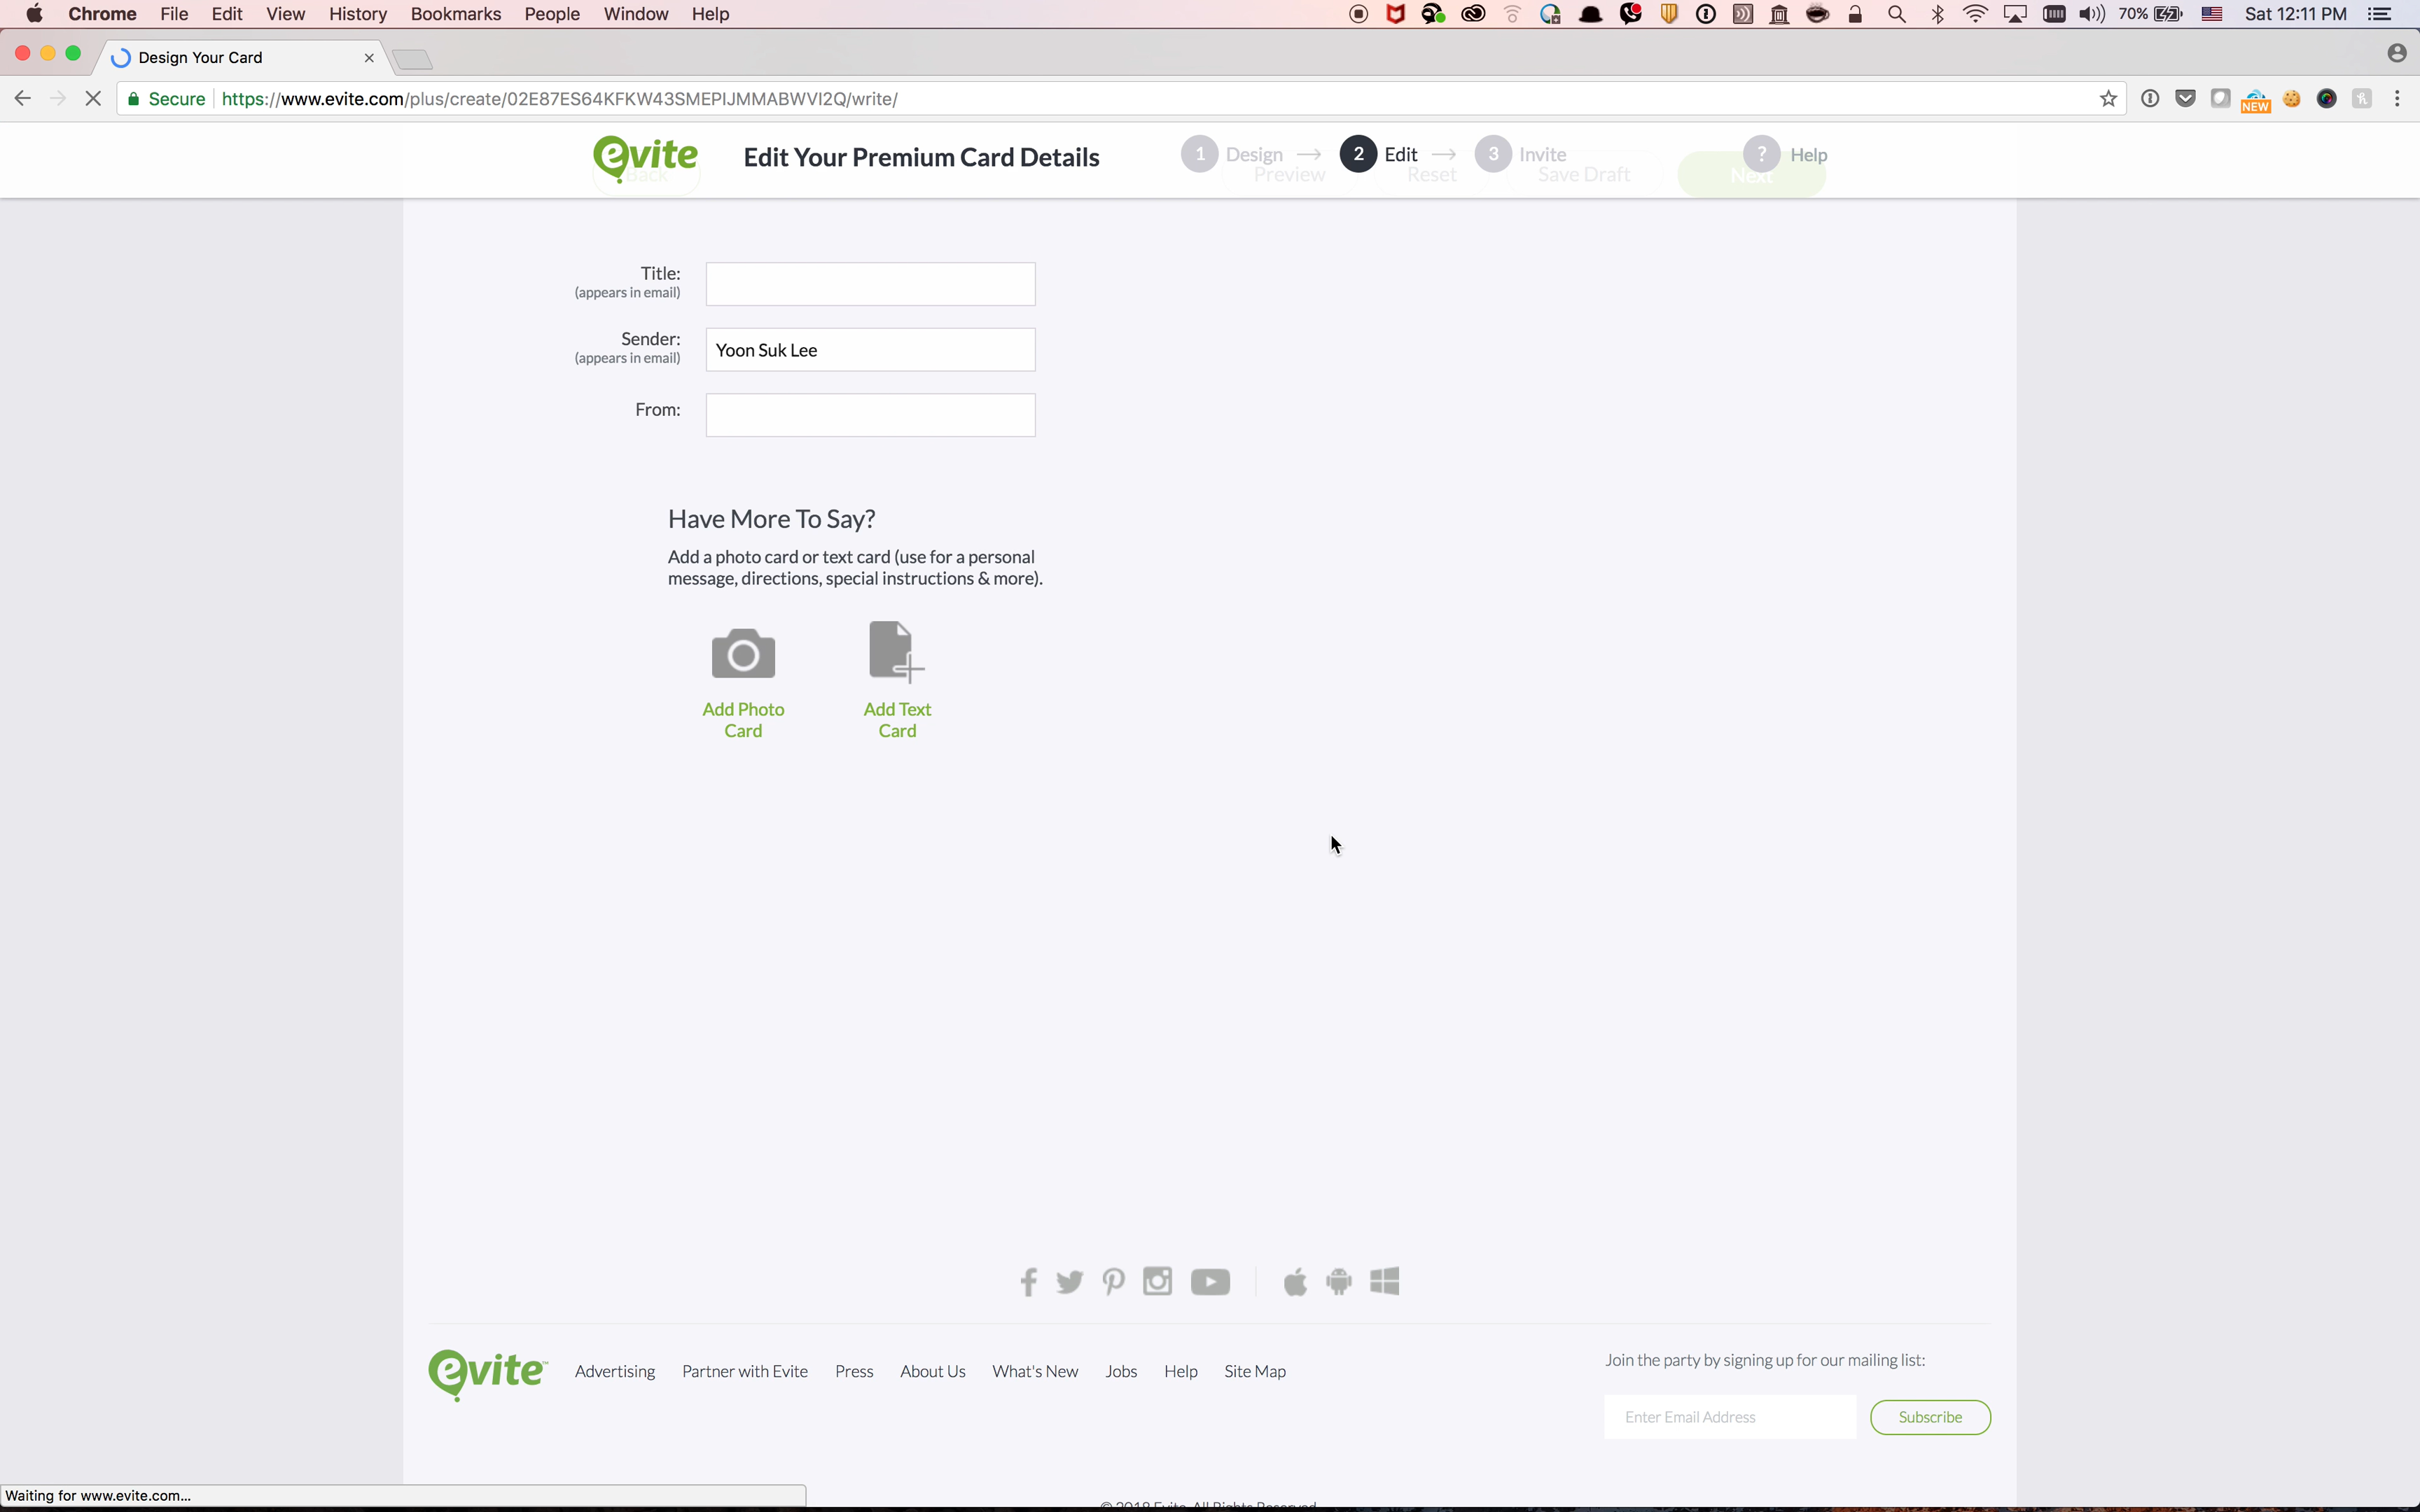 Chrome File Edit View History Bookmarks People Window Help 70% Sat 12:11 PM
Design Your Card
Secure https://www.evite.com/plus/create/02E87ES64KFKW43SMEPIJMMABWVI2Q/write/ NEW
evite Edit Your Premium Card Details 1 Design → 2 Edit → 3 Invite ? Help
Back Preview Reset Save Draft Next
Title:
(appears in email)
Sender:
(appears in email)
Yoon Suk Lee
From:
Have More To Say?
Add a photo card or text card (use for a personal
message, directions, special instructions & more).
Add Photo
Card
Add Text
Card
evite™ Advertising Partner with Evite Press About Us What's New Jobs Help Site Map
Join the party by signing up for our mailing list:
Enter Email Address Subscribe
Waiting for www.evite.com...
© 2018 Evite. All Rights Reserved